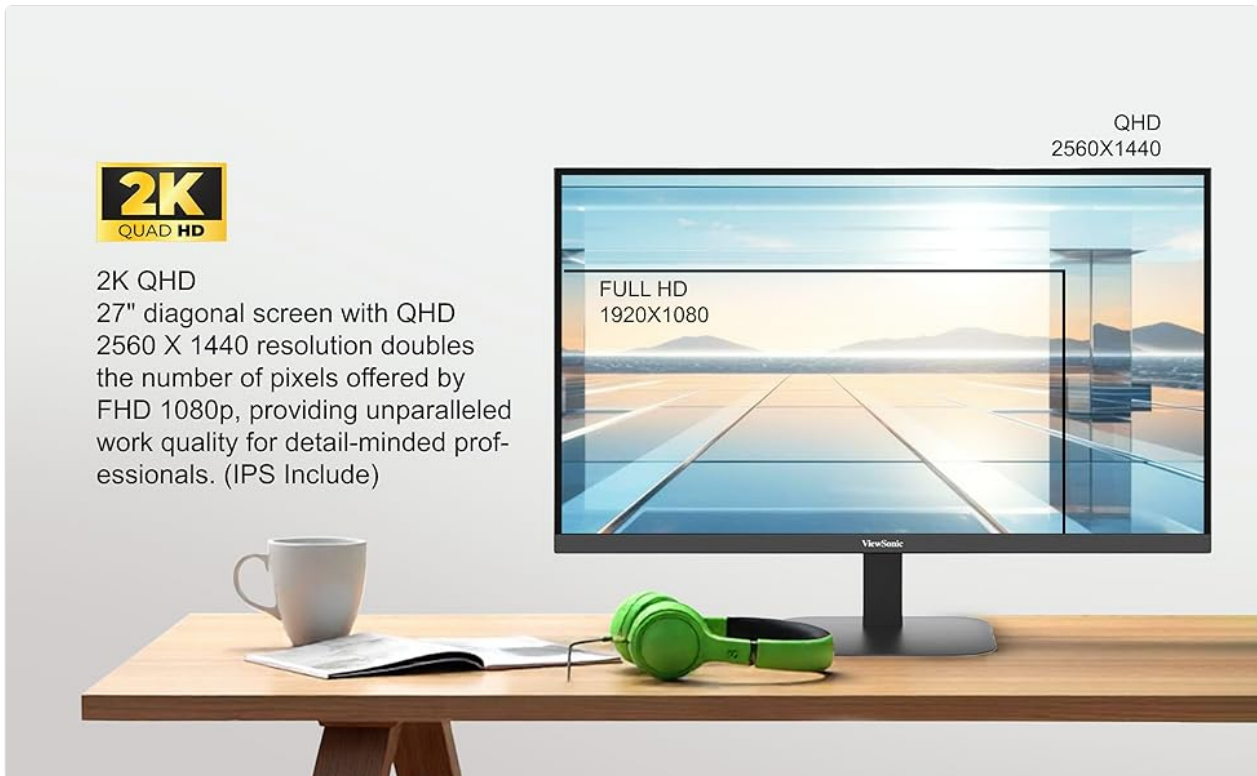 2K
QUAD HD
2K QHD
27" diagonal screen with QHD
2560 X 1440 resolution doubles
the number of pixels offered by
FHD 1080p, providing unparalleled
work quality for detail-minded prof-
essionals. (IPS Include)
QHD
2560X1440
FULL HD
1920X1080
ViewSonic